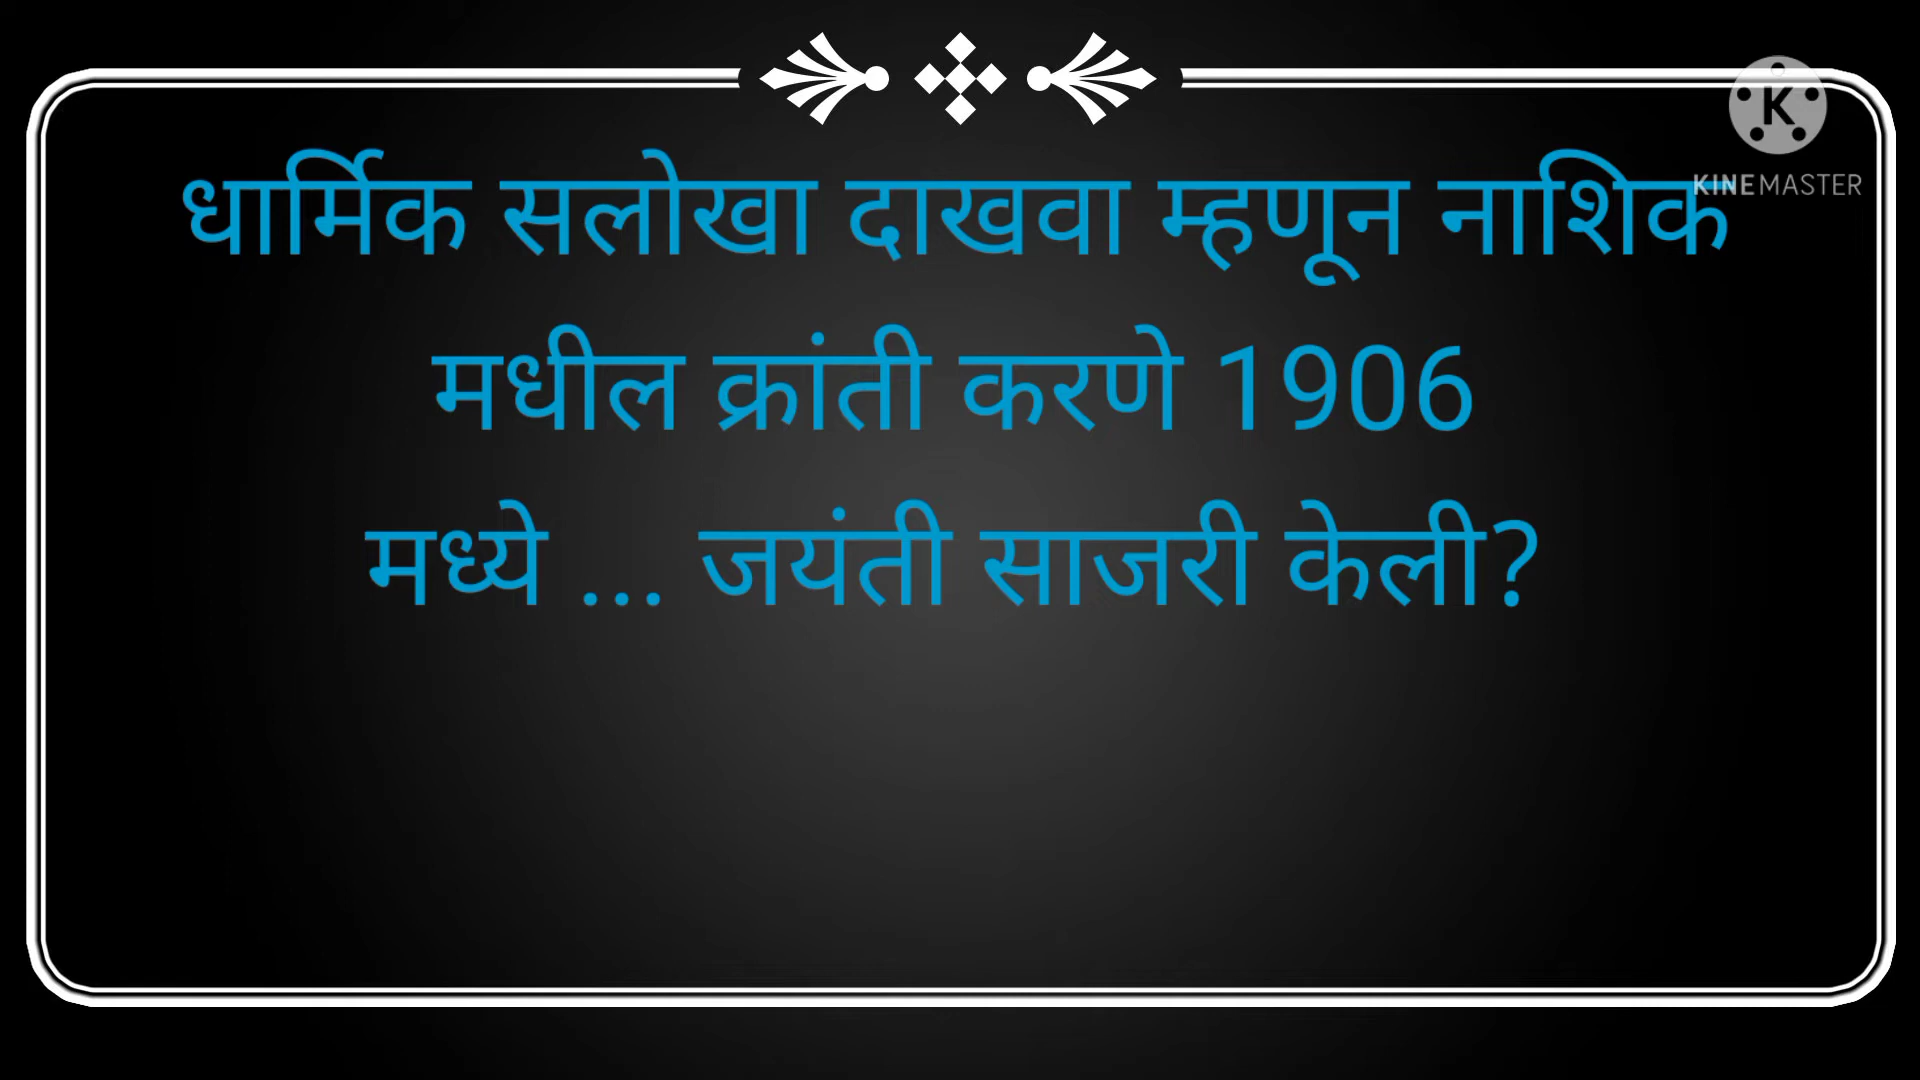 धार्मिक सलोखा दाखवा म्हणून नाशिक
मधील क्रांती करणे 1906
मध्ये ... जयंती साजरी केली?
K
KINEMASTER